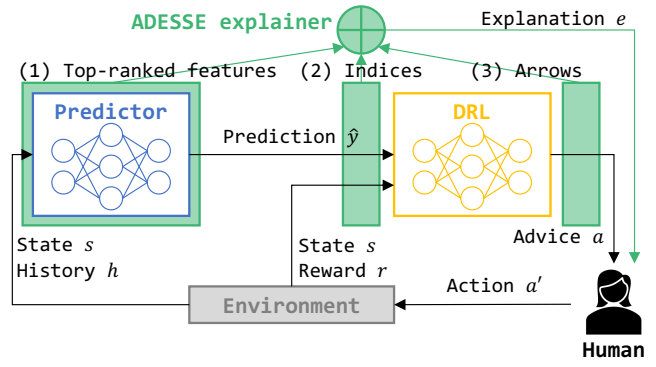 ADESSE explainer
Explanation e
(1) Top-ranked features
(2) Indices
(3) Arrows
Predictor
Prediction ŷ
DRL
State s
History h
State s
Reward r
Advice a
Environment
Action a′
Human